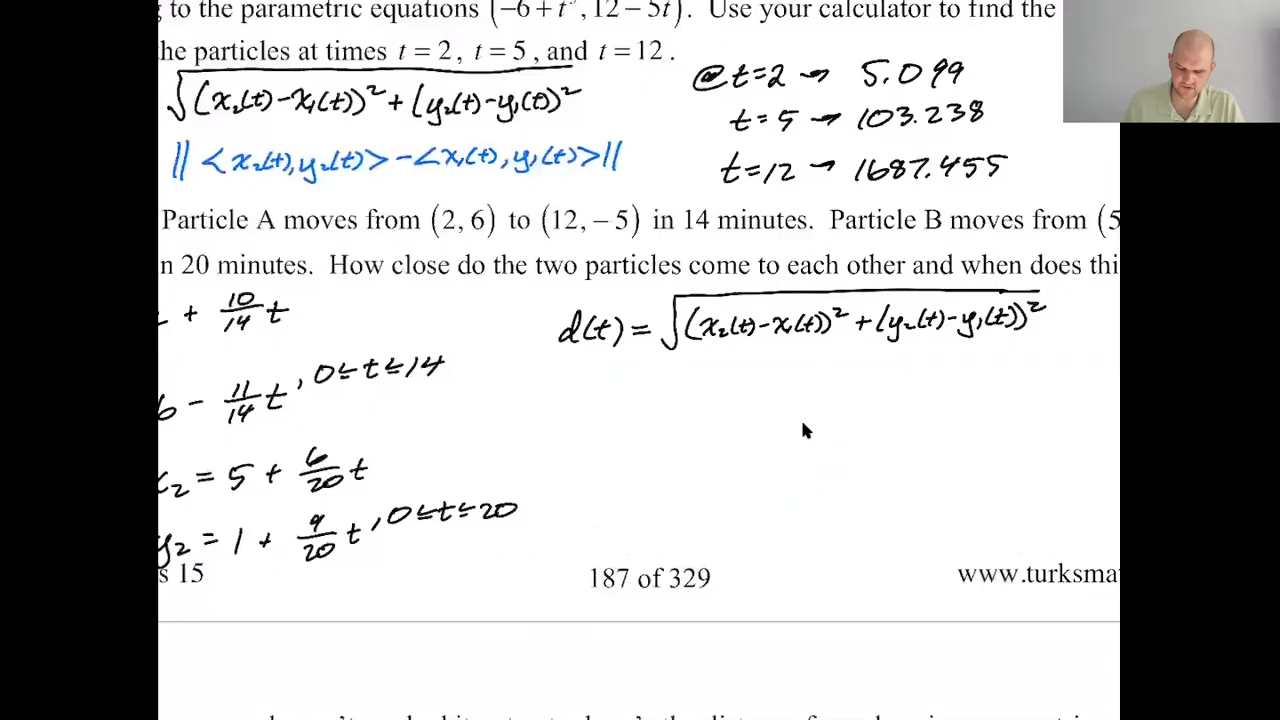 to the parametric equations (−6 + t³, 12 − 5t). Use your calculator to find the
he particles at times t = 2, t = 5, and t = 12.
√(x₂(t) − x₁(t))² + (y₂(t) − y₁(t))²
|| <x₂(t), y₂(t)> − <x₁(t), y₁(t)> ||
@ t=2 → 5.099
t=5 → 103.238
t=12 → 1687.455
Particle A moves from (2, 6) to (12, −5) in 14 minutes. Particle B moves from (5
n 20 minutes. How close do the two particles come to each other and when does thi
+ 10/14 t
6 − 11/14 t, 0≤t≤14
x₂ = 5 + 6/20 t
y₂ = 1 + 9/20 t, 0≤t≤20
d(t) = √(x₂(t) − x₁(t))² + (y₂(t) − y₁(t))²
s 15
187 of 329
www.turksma